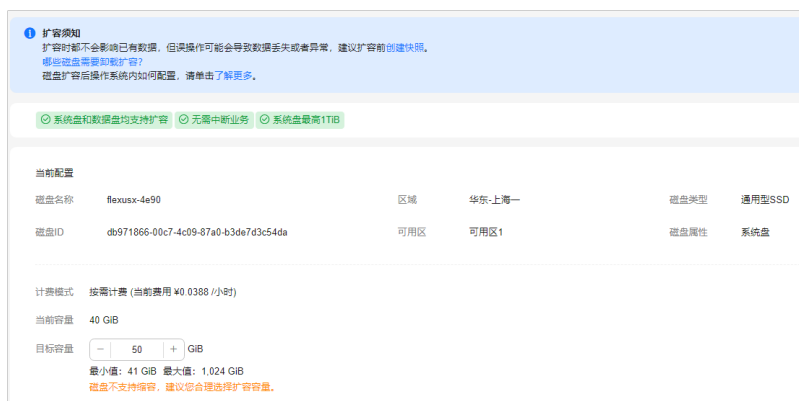 扩容须知
扩容时都不会影响已有数据，但误操作可能会导致数据丢失或者异常，建议扩容前创建快照。
哪些磁盘需要卸载扩容?
磁盘扩容后操作系统内如何配置，请单击了解更多。
系统盘和数据盘均支持扩容 无需中断业务 系统盘最高1TiB
当前配置
磁盘名称 flexusx-4e90 区域 华东-上海一 磁盘类型 通用型SSD
磁盘ID db971866-00c7-4c09-87a0-b3de7d3c54da 可用区 可用区1 磁盘属性 系统盘
计费模式 按需计费 (当前费用 ¥0.0388 /小时)
当前容量 40 GiB
目标容量 − 50 + GiB
最小值：41 GiB 最大值：1,024 GiB
磁盘不支持缩容，建议您合理选择扩容容量。